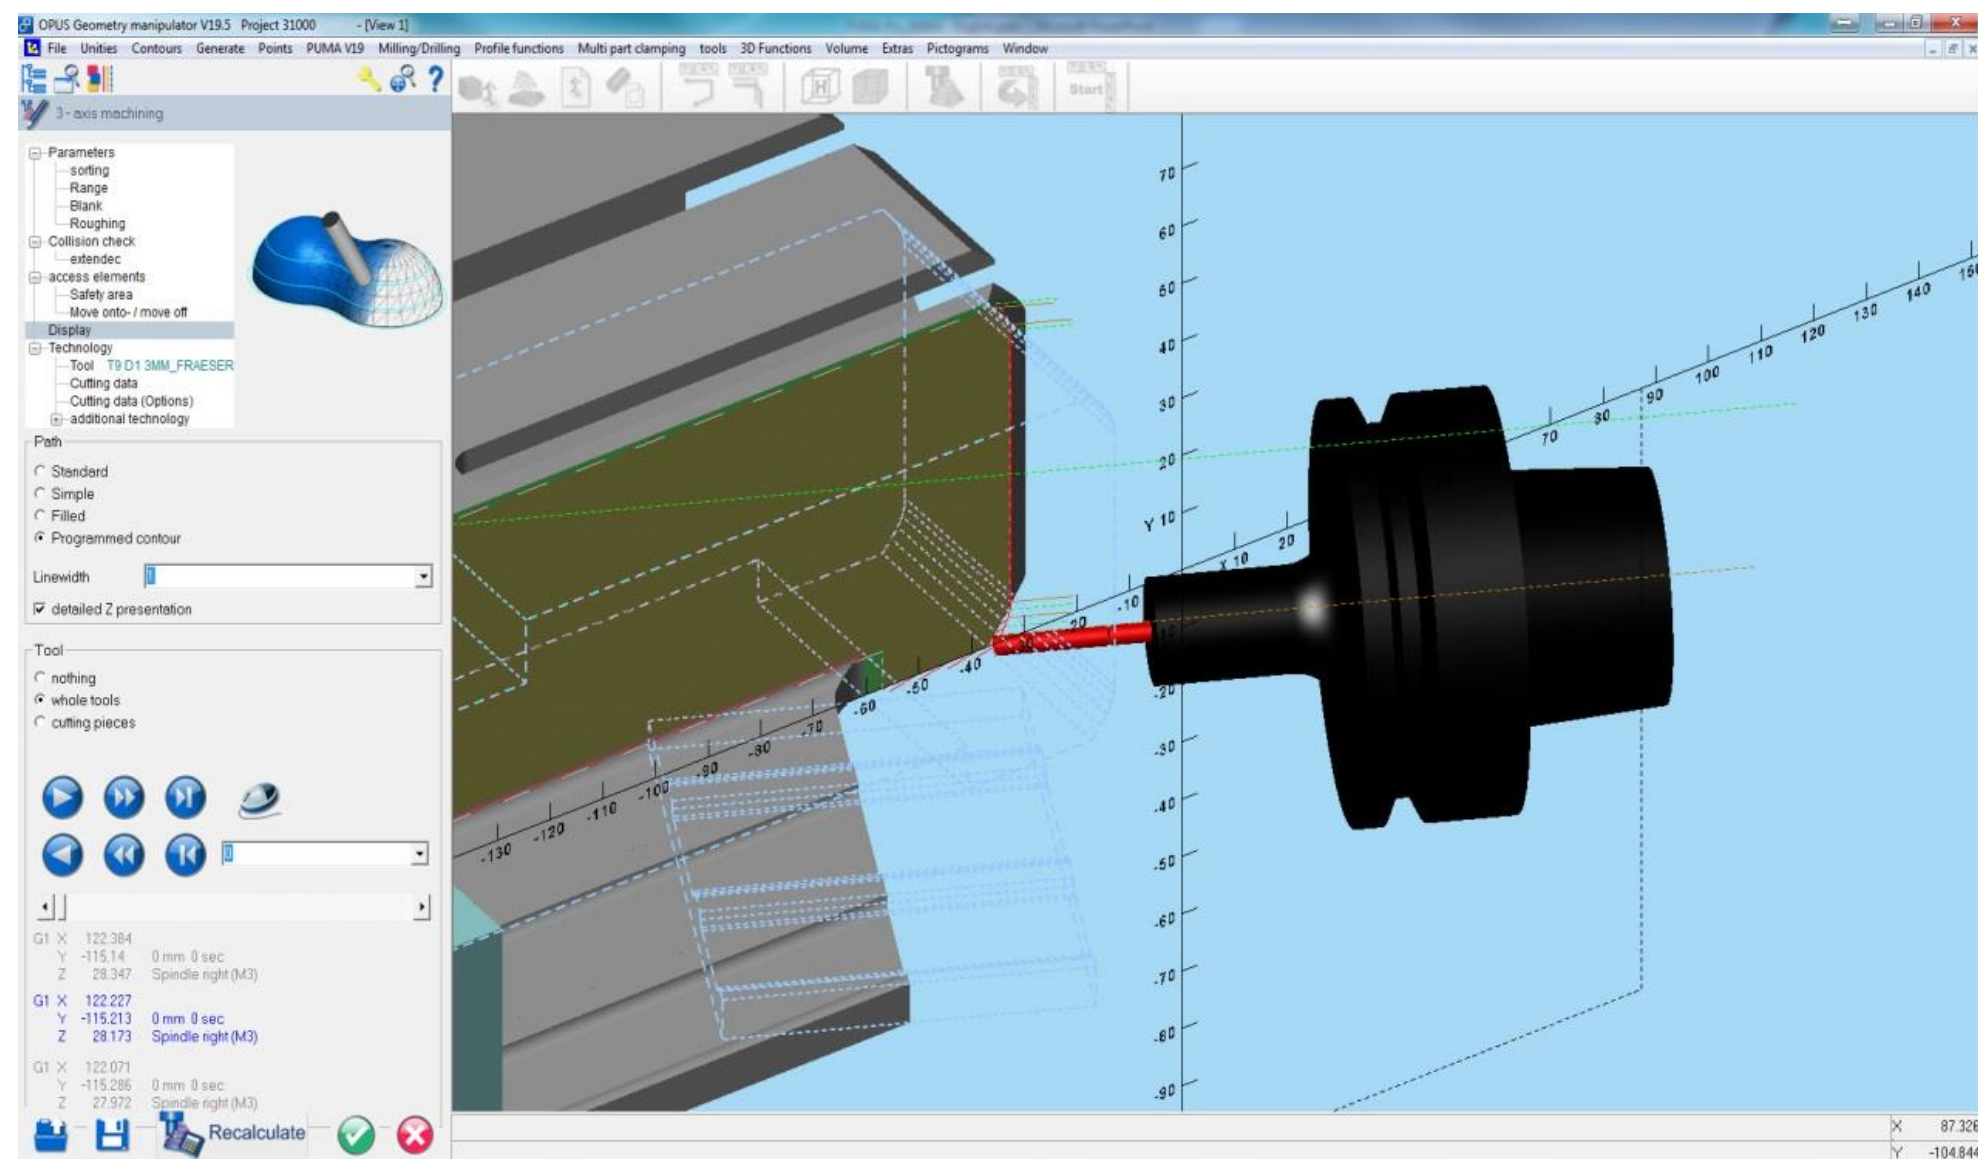 OPUS Geometry manipulator V19.5 Project 31000 - [View 1]
File Unities Contours Generate Points PUMA V19 Milling/Drilling Profile functions Multi part clamping tools 3D Functions Volume Extras Pictograms Window
H
Start
3 - axis machining
Parameters
sorting
Range
Blank
Roughing
Collision check
extendec
access elements
Safety area
Move onto- / move off
Display
Technology
Tool T9 D1 3MM_FRAESER
Cutting data
Cutting data (Options)
additional technology
Path
Standard
Simple
Filled
Programmed contour
Linewidth 1
detailed Z presentation
Tool
nothing
whole tools
cutting pieces
0
G1 X 122.384
Y -115.14 0 mm 0 sec
Z 28.347 Spindle right (M3)
G1 X 122.227
Y -115.213 0 mm 0 sec
Z 28.173 Spindle right (M3)
G1 X 122.071
Y -115.286 0 mm 0 sec
Z 27.972 Spindle right (M3)
Recalculate
70
60
50
40
30
20
Y 10
-20
-30
-40
-50
-60
-70
-80
-90
-130 -120 -110 -100 -90 -80 -70 -60 -50 -40 -20 -10
X 10 20 70 80 90 100 110 120 130 140
X 87.326
Y -104.844